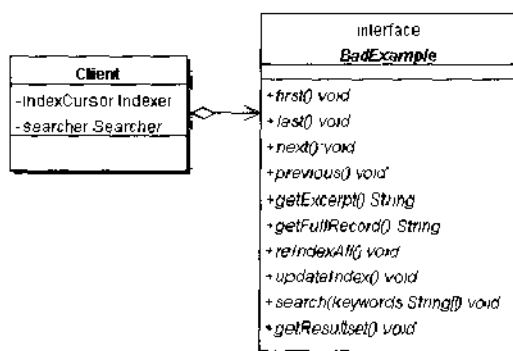 Client
-indexCursor Indexer
-searcher Searcher
interface
BadExample
+first() void
+last() void
+next() void
+previous() void
+getExcerpt() String
+getFullRecord() String
+reIndexAll() void
+updateIndex() void
+search(keywords String[]) void
+getResultset() void